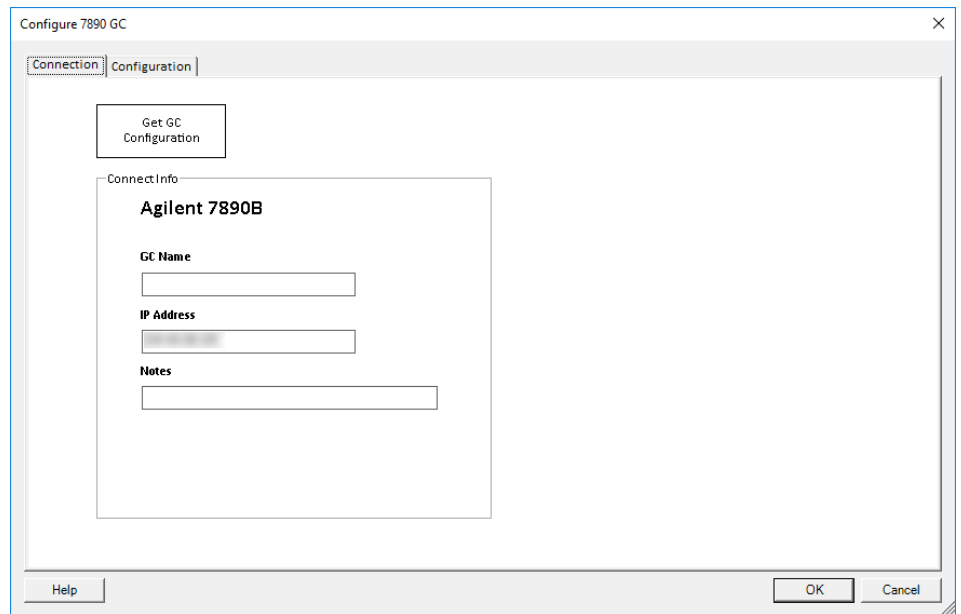 Configure 7890 GC
Connection
Configuration
Get GC
Configuration
Connect Info
Agilent 7890B
GC Name
IP Address
Notes
Help
OK
Cancel